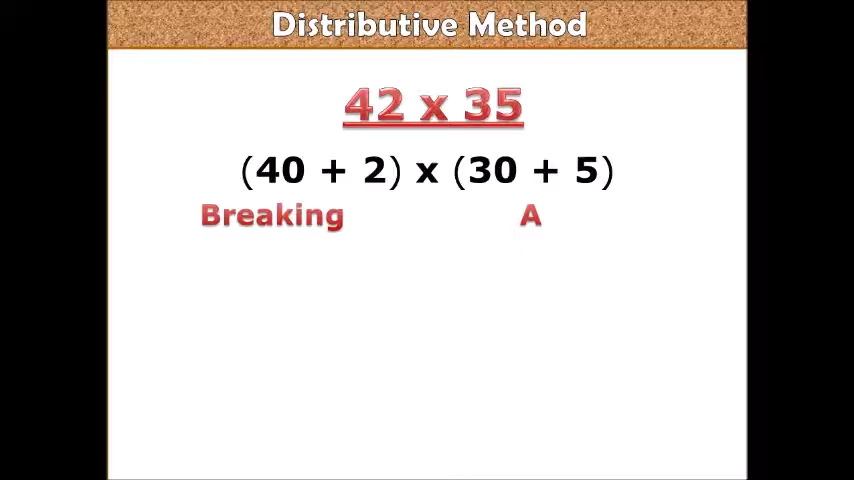 Distributive Method
42 x 35
(40 + 2) x (30 + 5)
Breaking A